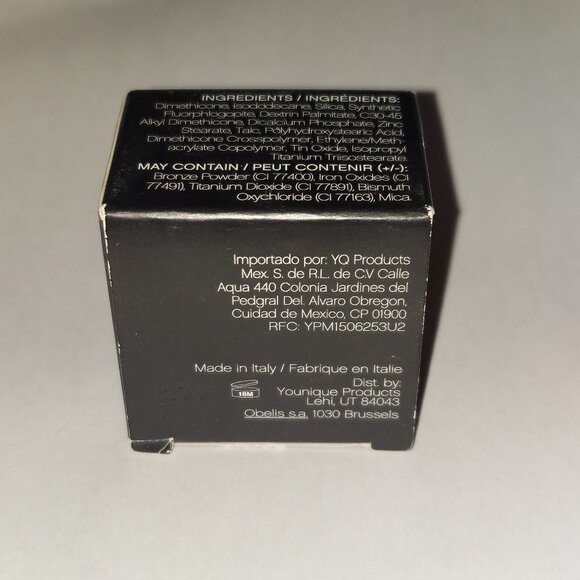 INGREDIENTS / INGRÉDIENTS:
Dimethicone, Isododecane, Silica, Synthetic
Fluorphlogopite, Dextrin Palmitate, C30-45
Alkyl Dimethicone, Dicalcium Phosphate, Zinc
Stearate, Talc, Polyhydroxystearic Acid,
Dimethicone Crosspolymer, Ethylene/Meth-
acrylate Copolymer, Tin Oxide, Isopropyl
Titanium Triisostearate.
MAY CONTAIN / PEUT CONTENIR (+/-):
Bronze Powder (CI 77400), Iron Oxides (CI
77491), Titanium Dioxide (CI 77891), Bismuth
Oxychloride (CI 77163), Mica.
Importado por: YQ Products
Mex. S. de R.L. de C.V Calle
Aqua 440 Colonia Jardines del
Pedgral Del. Alvaro Obregon,
Cuidad de Mexico, CP 01900
RFC: YPM1506253U2
Made in Italy / Fabrique en Italie
18M
Dist. by:
Younique Products
Lehi, UT 84043
Obelis s.a. 1030 Brussels